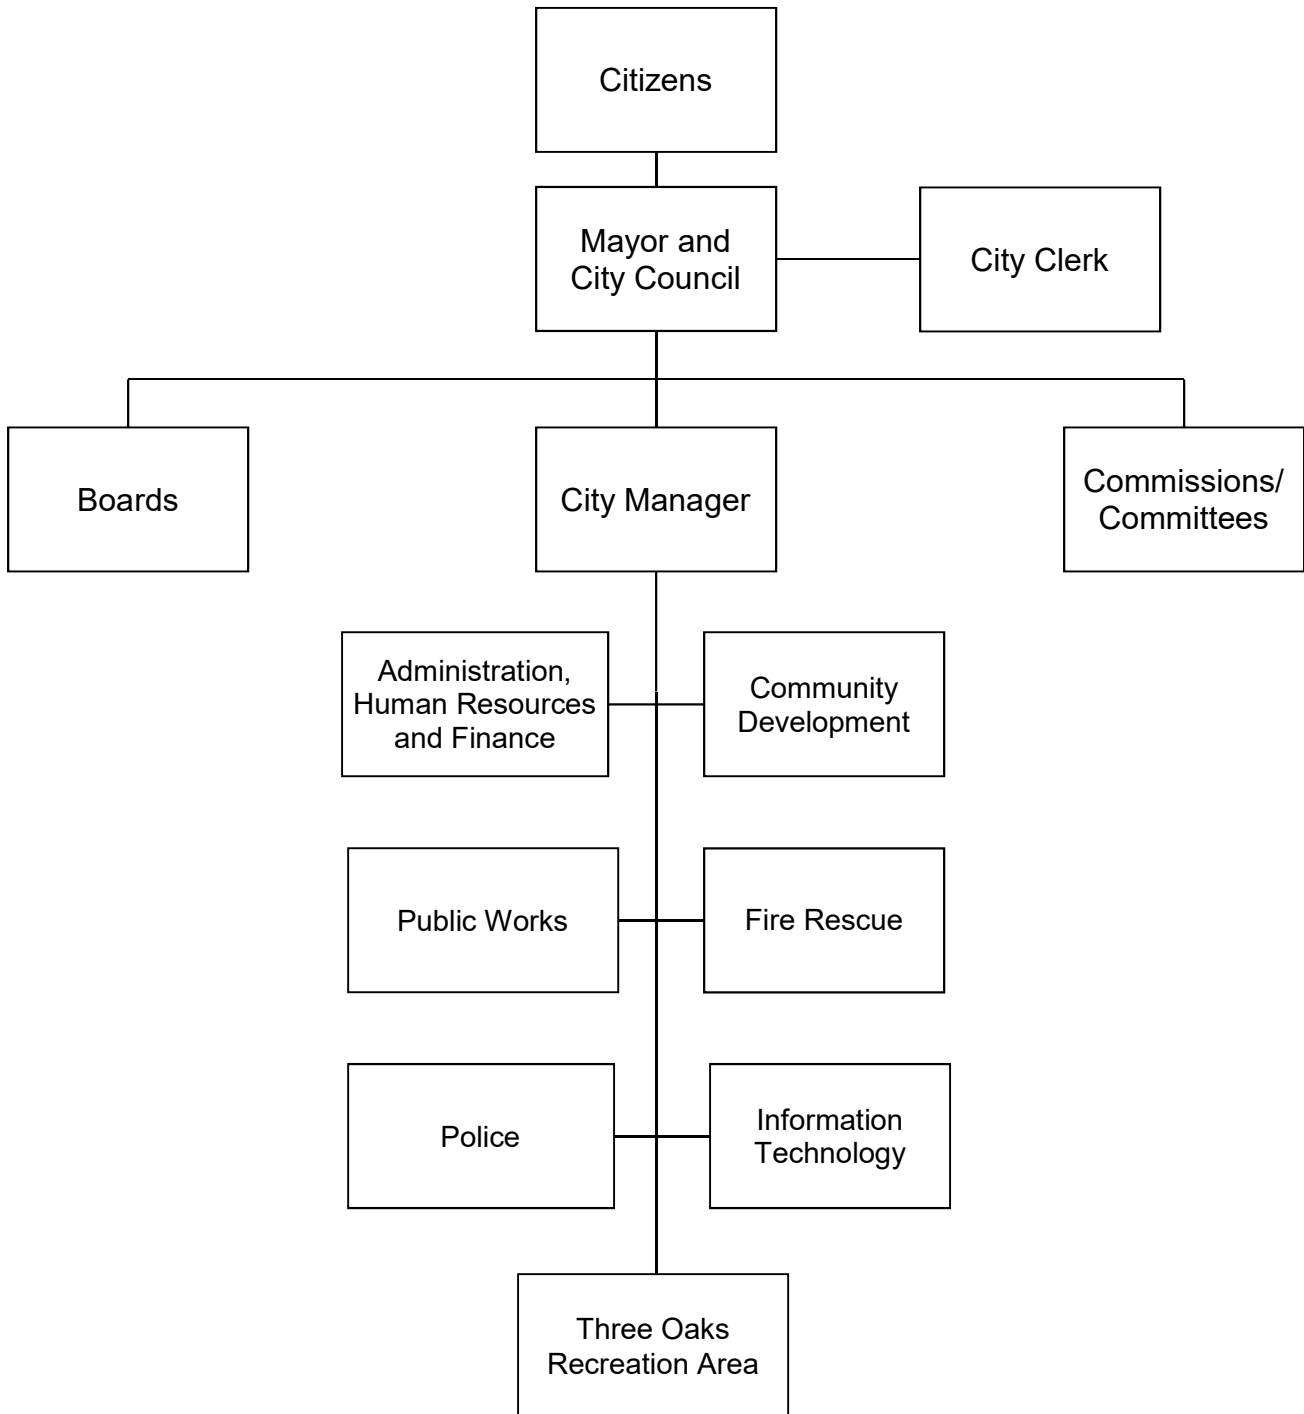 Citizens
Mayor and
City Council
City Clerk
Boards
City Manager
Commissions/
Committees
Administration,
Human Resources
and Finance
Community
Development
Public Works
Fire Rescue
Police
Information
Technology
Three Oaks
Recreation Area